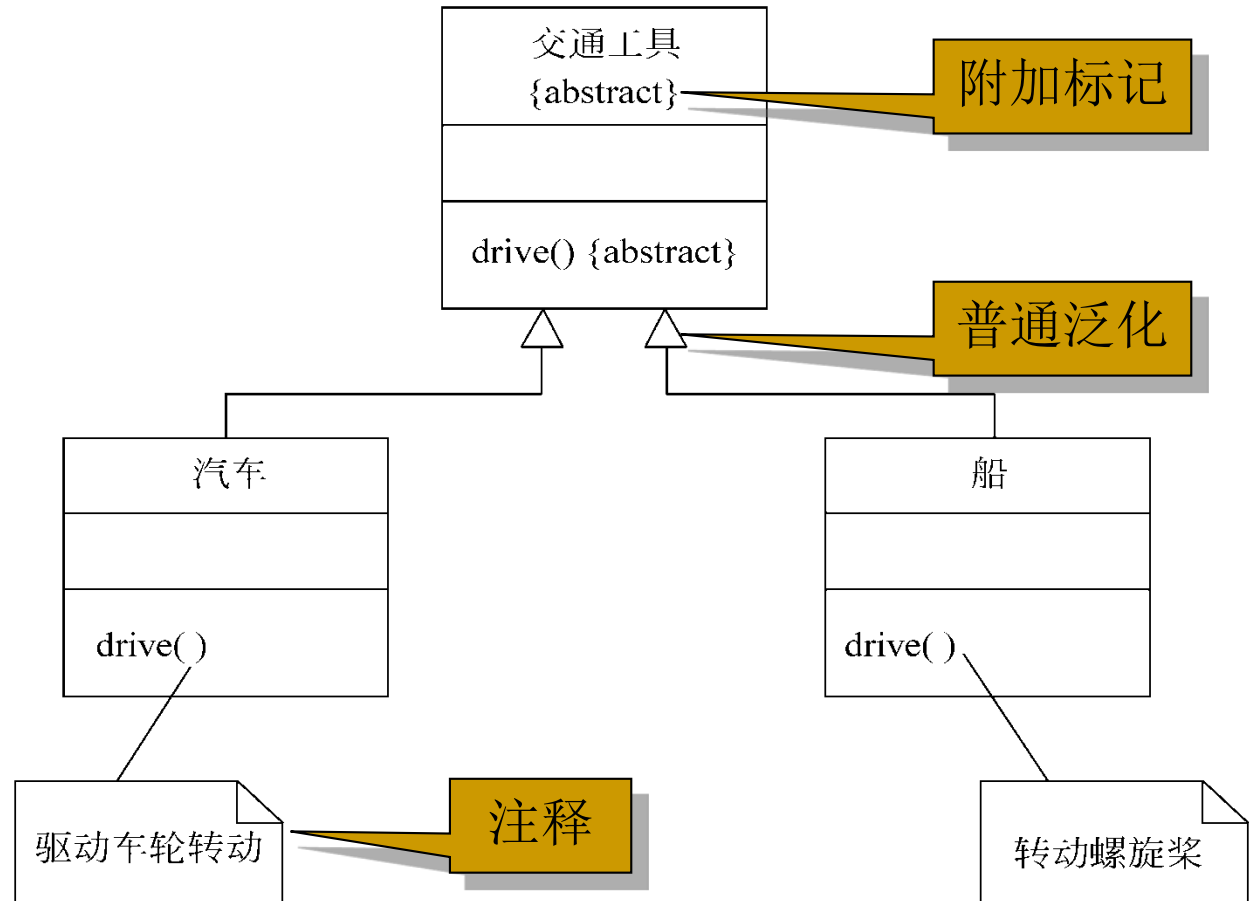 交通工具
{abstract}
附加标记
drive() {abstract}
普通泛化
汽车
船
drive( )
drive( )
驱动车轮转动
注释
转动螺旋桨